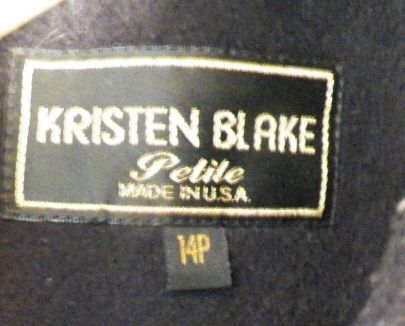 KRISTEN BLAKE
Petite
MADE IN U.S.A.
14P